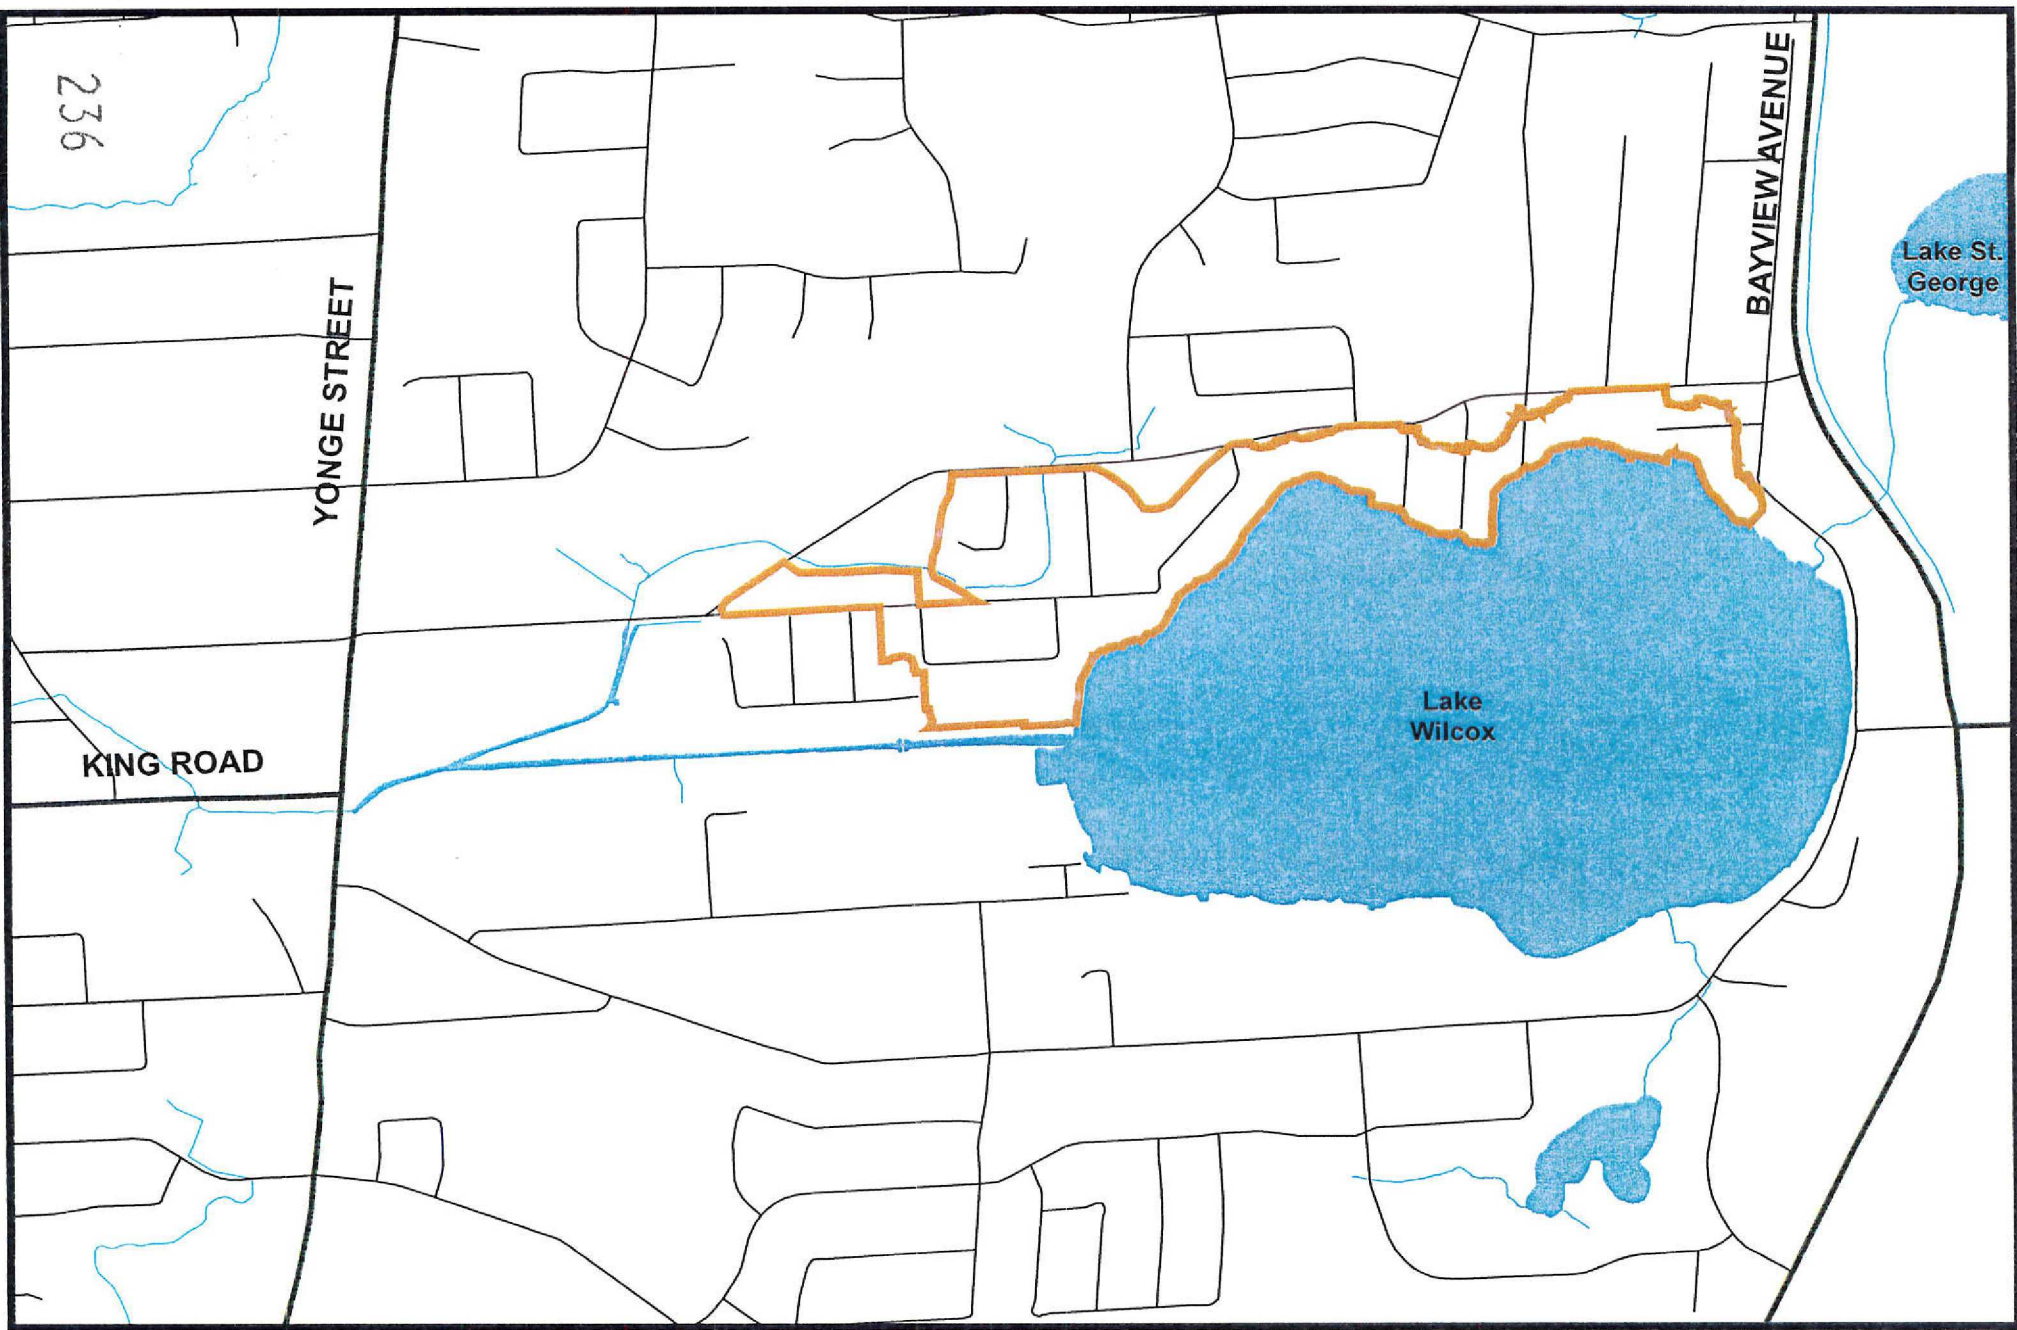 236
YONGE STREET
BAYVIEW AVENUE
Lake St.
George
Lake
Wilcox
KING ROAD